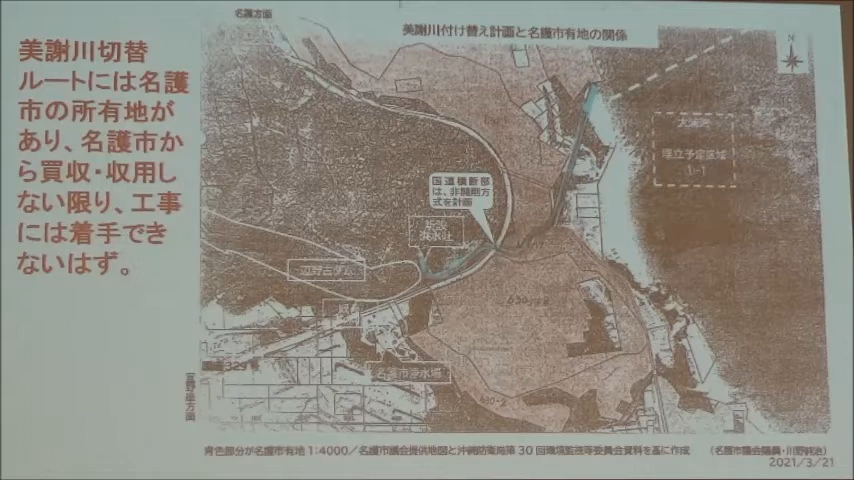 美謝川切替
ルートには名護
市の所有地が
あり、名護市か
ら買収・収用し
ない限り、工事
には着手でき
ないはず。
名護方面
美謝川付け替え計画と名護市有地の関係
N
大浦湾
埋立予定区域
1-1
国道横断部
は、非開削方
式を計画
新設
洪水吐
辺野古ダム
名護市浄水場
国道329号
宜野座方面
630-2
青色部分が名護市有地 1:4000／名護市議会提供地図と沖縄防衛局第30回環境監視等委員会資料を基に作成
（名護市議会議員・川野純治）
2021/3/21